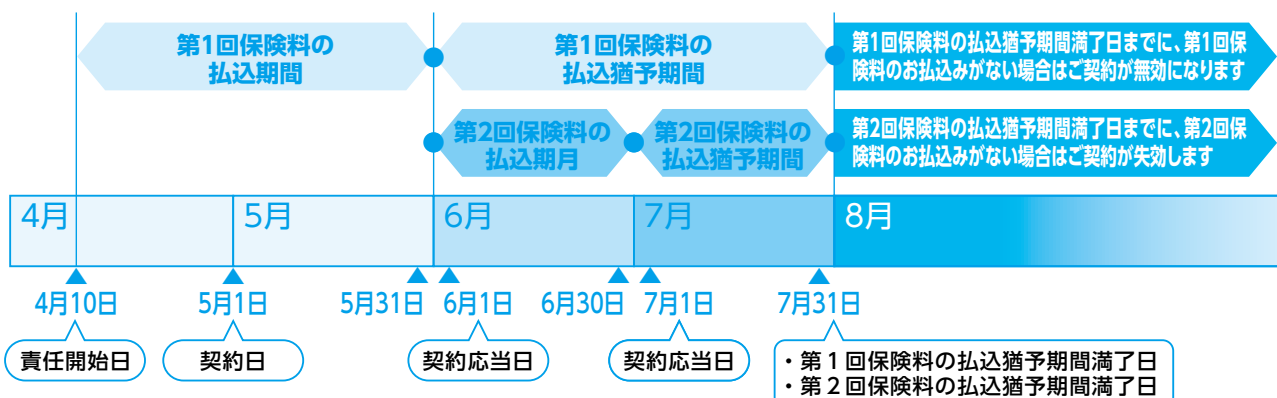 第1回保険料の
払込期間
第1回保険料の
払込猶予期間
第1回保険料の払込猶予期間満了日までに、第1回保
険料のお払込みがない場合はご契約が無効になります
第2回保険料の
払込期月
第2回保険料の
払込猶予期間
第2回保険料の払込猶予期間満了日までに、第2回保
険料のお払込みがない場合はご契約が失効します
4月
5月
6月
7月
8月
4月10日
5月1日
5月31日
6月1日
6月30日
7月1日
7月31日
責任開始日
契約日
契約応当日
契約応当日
・第1回保険料の払込猶予期間満了日
・第2回保険料の払込猶予期間満了日